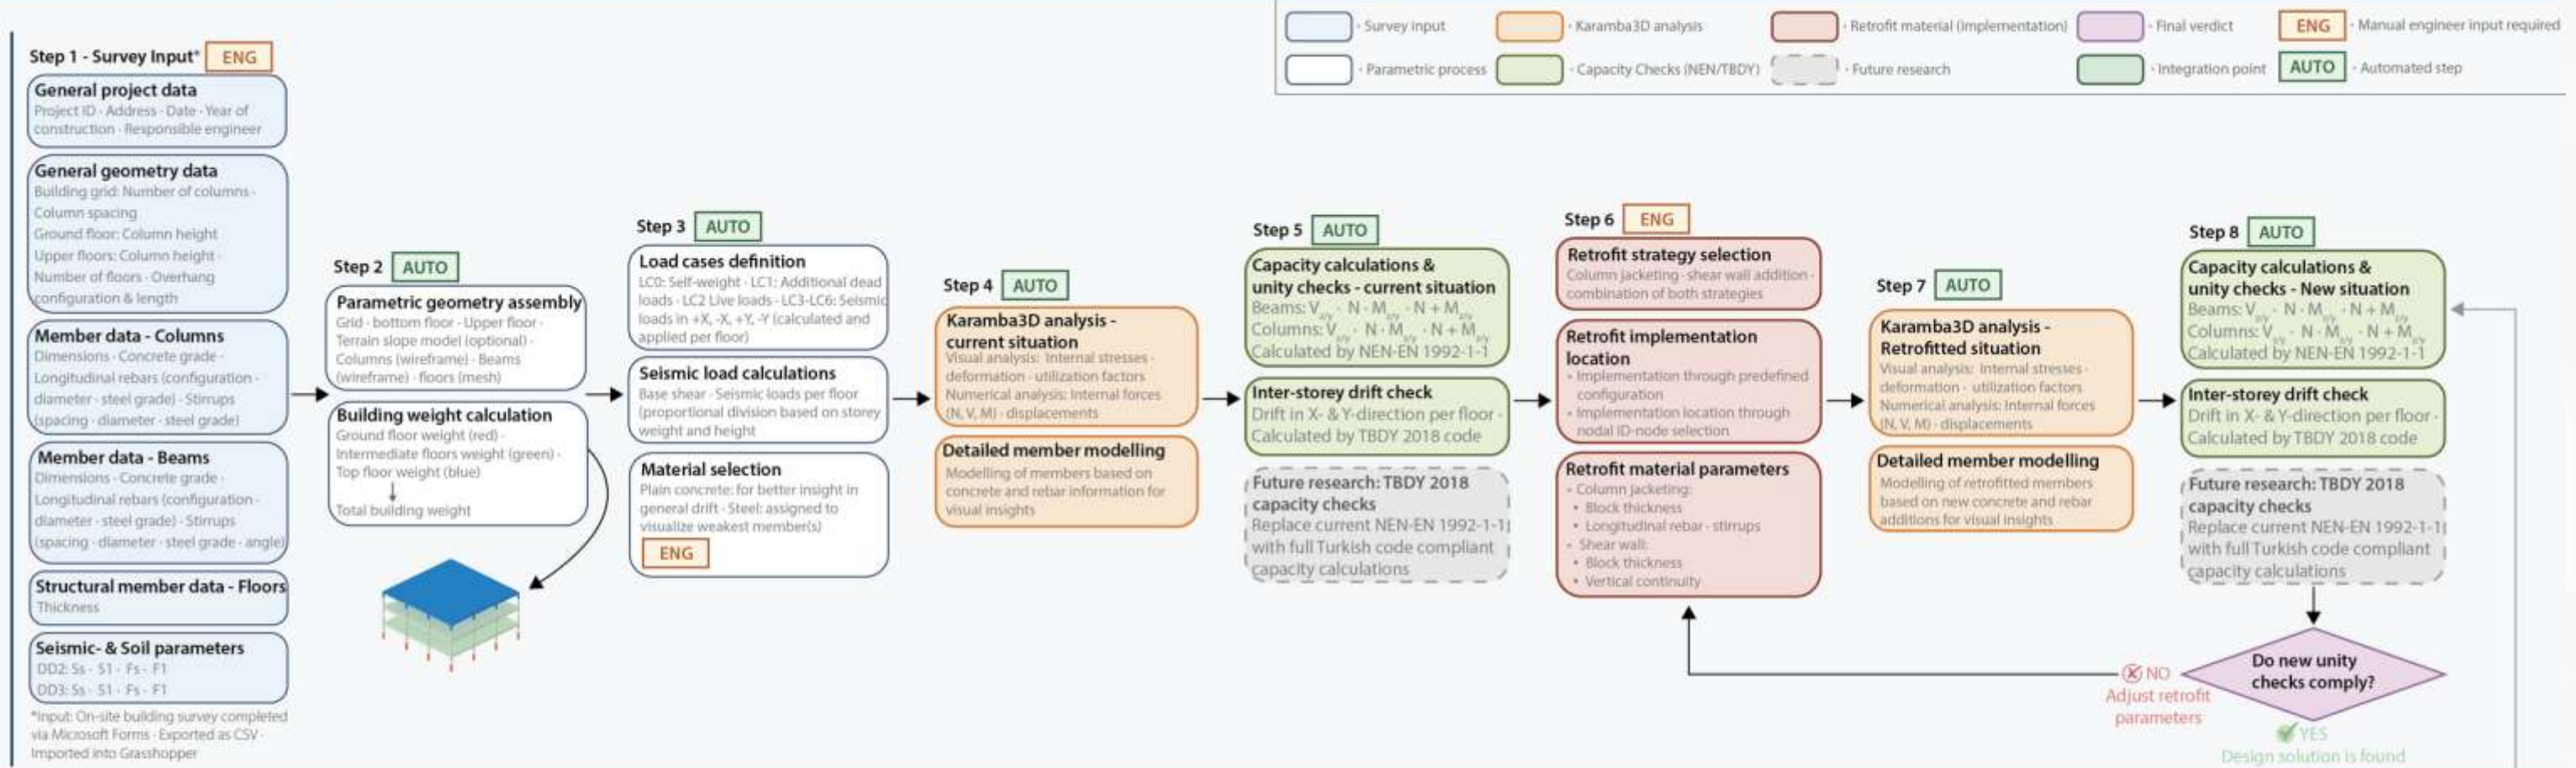 · Survey input
· Karamba3D analysis
· Retrofit material (Implementation)
· Final verdict
ENG · Manual engineer input required
· Parametric process
· Capacity Checks (NEN/TBDY)
· Future research
· Integration point
AUTO · Automated step
Step 1 - Survey Input* ENG
General project data
Project ID · Address · Date · Year of
construction · Responsible engineer
General geometry data
Building grid: Number of columns ·
Column spacing
Ground floor: Column height
Upper floors: Column height ·
Number of floors · Overhang
configuration & length
Member data - Columns
Dimensions · Concrete grade ·
Longitudinal rebars (configuration ·
diameter · steel grade) · Stirrups
(spacing · diameter · steel grade)
Member data - Beams
Dimensions · Concrete grade ·
Longitudinal rebars (configuration ·
diameter · steel grade) · Stirrups
(spacing · diameter · steel grade · angle)
Structural member data - Floors
Thickness
Seismic- & Soil parameters
DD2: Ss · S1 · Fs · F1
DD3: Ss · S1 · Fs · F1
*Input: On-site building survey completed
via Microsoft Forms · Exported as CSV ·
Imported into Grasshopper
Step 2 AUTO
Parametric geometry assembly
Grid · bottom floor · Upper floor ·
Terrain slope model (optional) ·
Columns (wireframe) · Beams
(wireframe) · floors (mesh)
Building weight calculation
Ground floor weight (red) ·
Intermediate floors weight (green) ·
Top floor weight (blue)
Total building weight
Step 3 AUTO
Load cases definition
LC0: Self-weight · LC1: Additional dead
loads · LC2 Live loads · LC3-LC6: Seismic
loads in +X, -X, +Y, -Y (calculated and
applied per floor)
Seismic load calculations
Base shear · Seismic loads per floor
(proportional division based on storey
weight and height)
Material selection
Plain concrete: for better insight in
general drift · Steel: assigned to
visualize weakest member(s)
ENG
Step 4 AUTO
Karamba3D analysis -
current situation
Visual analysis: Internal stresses ·
deformation · utilization factors
Numerical analysis: Internal forces
(N, V, M) · displacements
Detailed member modelling
Modelling of members based on
concrete and rebar information for
visual insights
Step 5 AUTO
Capacity calculations &
unity checks - current situation
Beams: Vx/y · N · Mx/y · N + Mx/y
Columns: Vx/y · N · Mx/y · N + Mx/y
Calculated by NEN-EN 1992-1-1
Inter-storey drift check
Drift in X- & Y-direction per floor ·
Calculated by TBDY 2018 code
Future research: TBDY 2018
capacity checks
Replace current NEN-EN 1992-1-1
with full Turkish code compliant
capacity calculations
Step 6 ENG
Retrofit strategy selection
Column Jacketing · shear wall addition ·
combination of both strategies
Retrofit implementation
location
• Implementation through predefined
configuration
• Implementation location through
nodal ID-node selection
Retrofit material parameters
• Column Jacketing:
• Block thickness
• Longitudinal rebar · stirrups
• Shear wall:
• Block thickness
• Vertical continuity
Step 7 AUTO
Karamba3D analysis -
Retrofitted situation
Visual analysis: Internal stresses ·
deformation · utilization factors
Numerical analysis: Internal forces
(N, V, M) · displacements
Detailed member modelling
Modelling of retrofitted members
based on new concrete and rebar
additions for visual insights
Step 8 AUTO
Capacity calculations &
unity checks - New situation
Beams: Vx/y · N · Mx/y · N + Mx/y
Columns: Vx/y · N · Mx/y · N + Mx/y
Calculated by NEN-EN 1992-1-1
Inter-storey drift check
Drift in X- & Y-direction per floor ·
Calculated by TBDY 2018 code
Future research: TBDY 2018
capacity checks
Replace current NEN-EN 1992-1-1
with full Turkish code compliant
capacity calculations
Do new unity
checks comply?
NO
Adjust retrofit
parameters
YES
Design solution is found